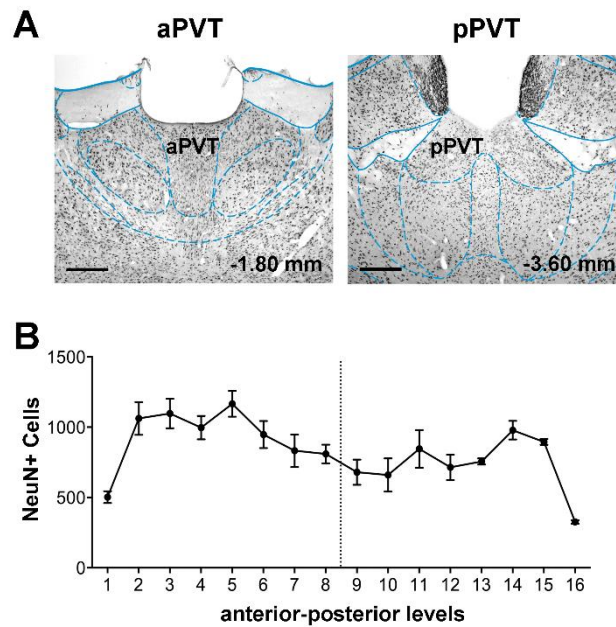 A
aPVT
pPVT
aPVT
pPVT
-1.80 mm
-3.60 mm
B
NeuN+ Cells
1500
1000
500
0
1 2 3 4 5 6 7 8 9 10 11 12 13 14 15 16
anterior-posterior levels